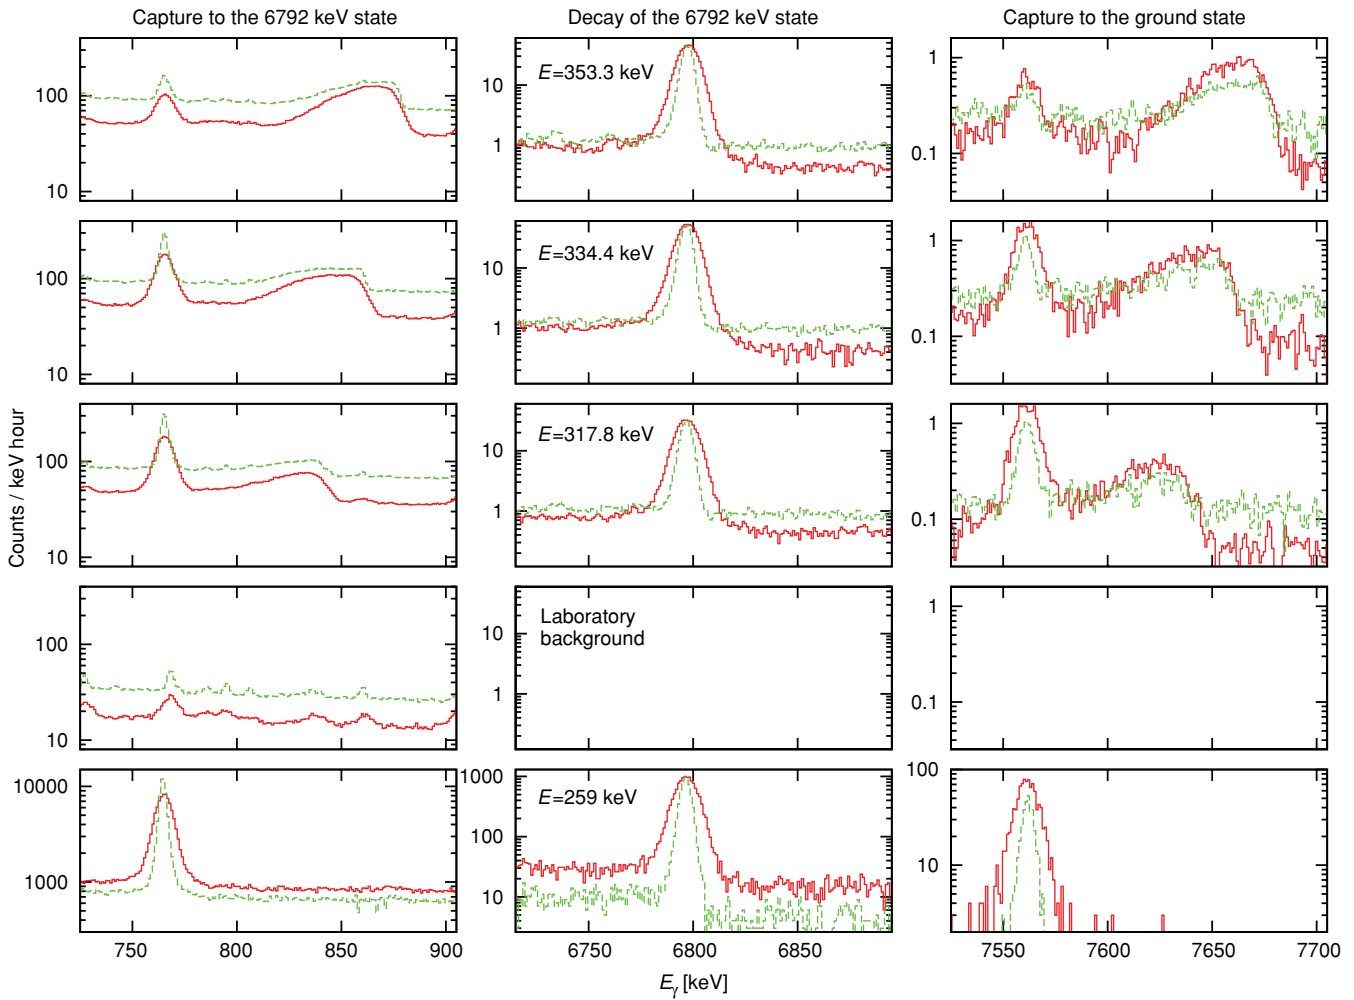 Capture to the 6792 keV state
Decay of the 6792 keV state
Capture to the ground state
100
10
E=353.3 keV
10
1
1
0.1
100
10
E=334.4 keV
10
1
1
0.1
100
10
E=317.8 keV
10
1
1
0.1
100
10
Laboratory
background
10
1
1
0.1
10000
1000
E=259 keV
1000
100
10
100
10
750 800 850 900
6750 6800 6850
7550 7600 7650 7700
Counts / keV hour
Eγ [keV]